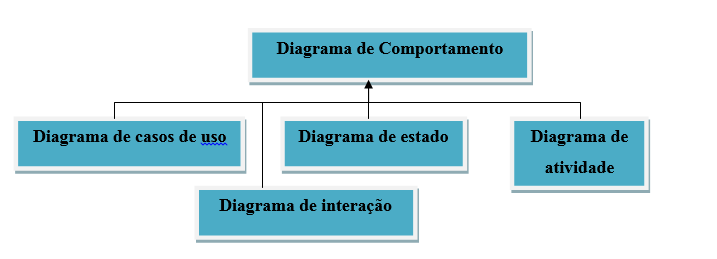 Diagrama de Comportamento
Diagrama de casos de uso
Diagrama de estado
Diagrama de
atividade
Diagrama de interação